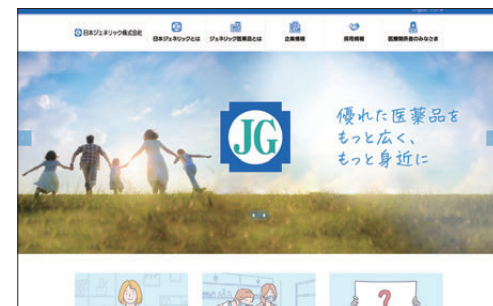 日本ジェネリック株式会社
日本ジェネリックとは
ジェネリック医薬品とは
企業情報
採用情報
医療関係者のみなさま
JG
優れた医薬品を
もっと広く、
もっと身近に
?